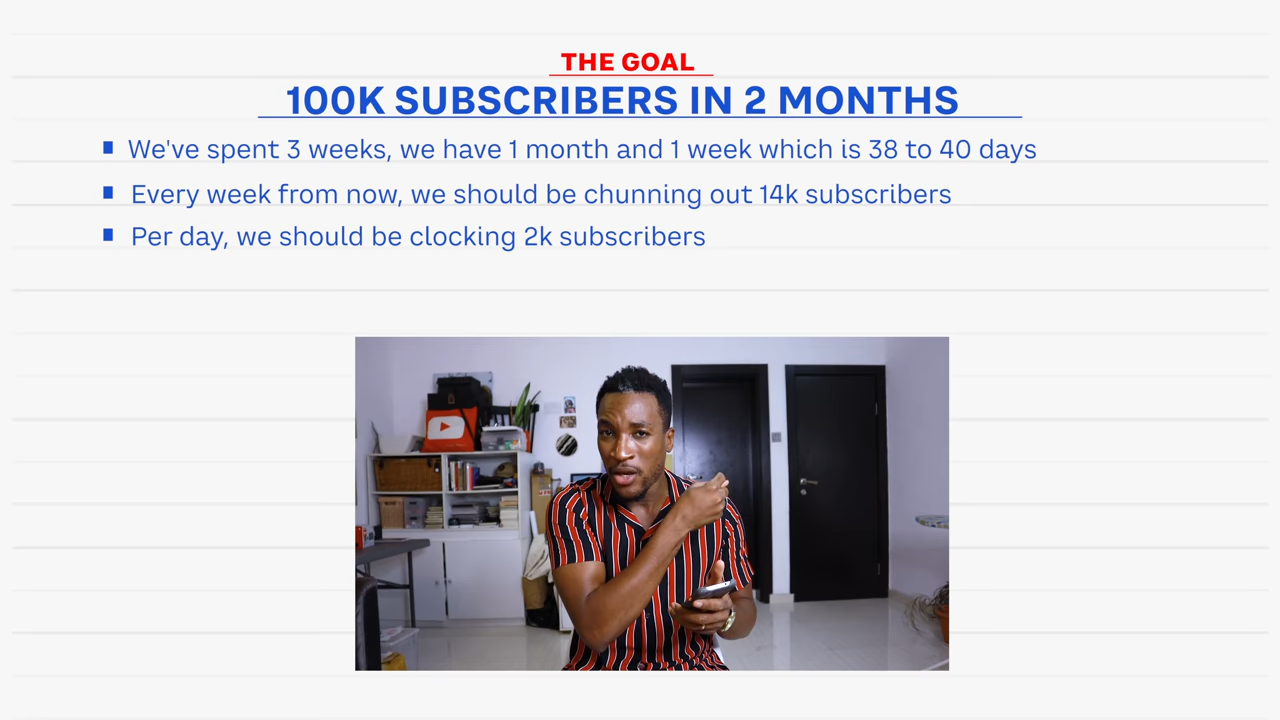 THE GOAL
100K SUBSCRIBERS IN 2 MONTHS
We've spent 3 weeks, we have 1 month and 1 week which is 38 to 40 days
Every week from now, we should be chunning out 14k subscribers
Per day, we should be clocking 2k subscribers